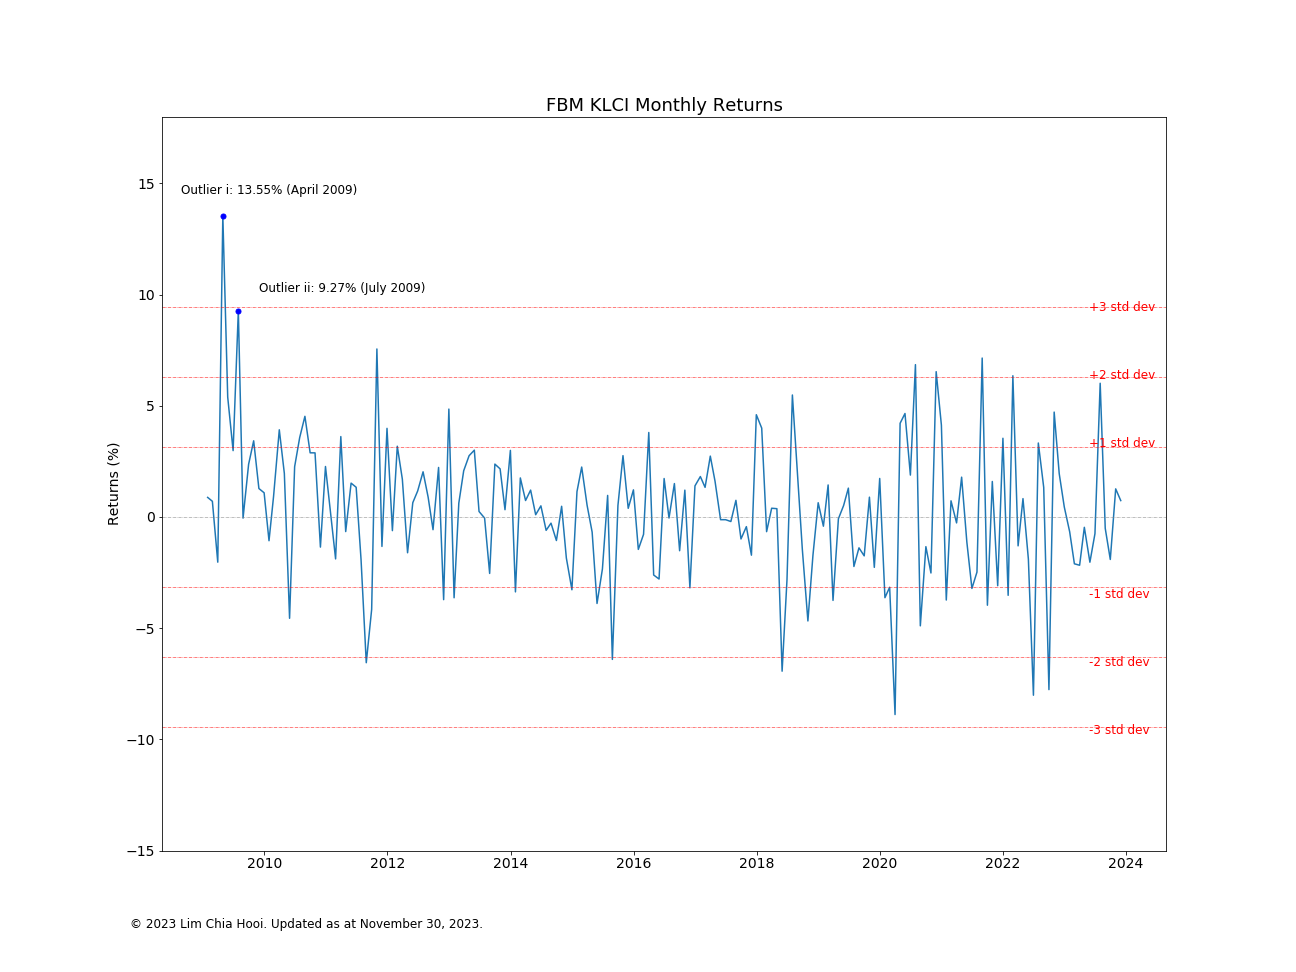 FBM KLCI Monthly Returns
Outlier i: 13.55% (April 2009)
Outlier ii: 9.27% (July 2009)
+3 std dev
+2 std dev
+1 std dev
-1 std dev
-2 std dev
-3 std dev
Returns (%)
15
10
5
0
−5
−10
−15
2010 2012 2014 2016 2018 2020 2022 2024
© 2023 Lim Chia Hooi. Updated as at November 30, 2023.